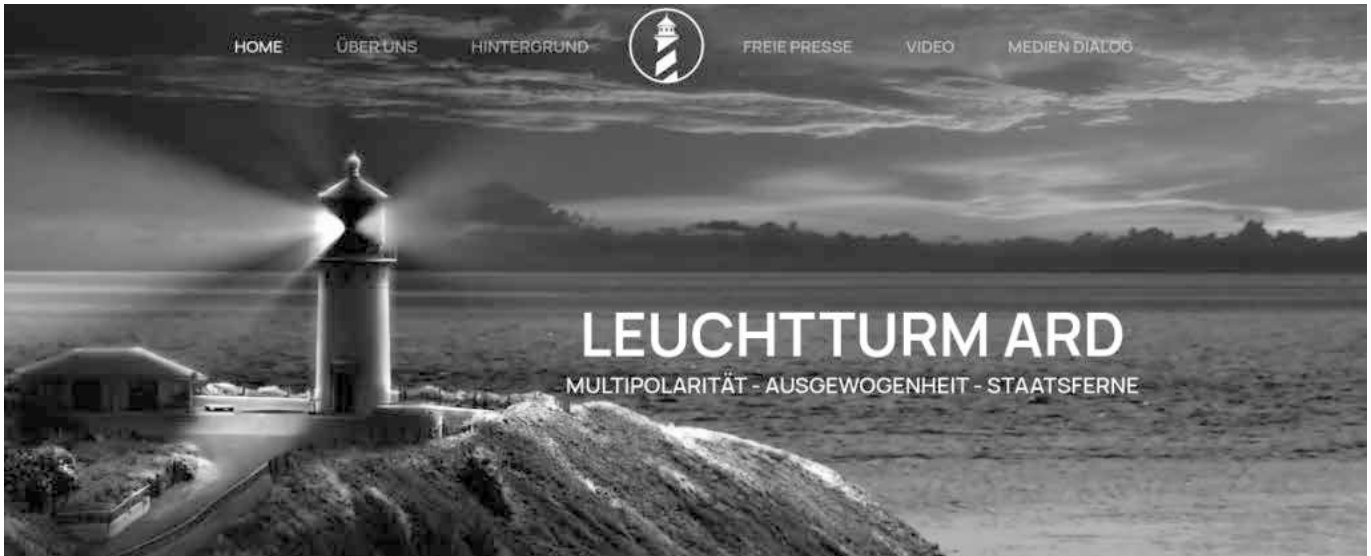 HOME ÜBER UNS HINTERGRUND FREIE PRESSE VIDEO MEDIEN DIALOG
LEUCHTTURM ARD
MULTIPOLARITÄT - AUSGEWOGENHEIT - STAATSFERNE